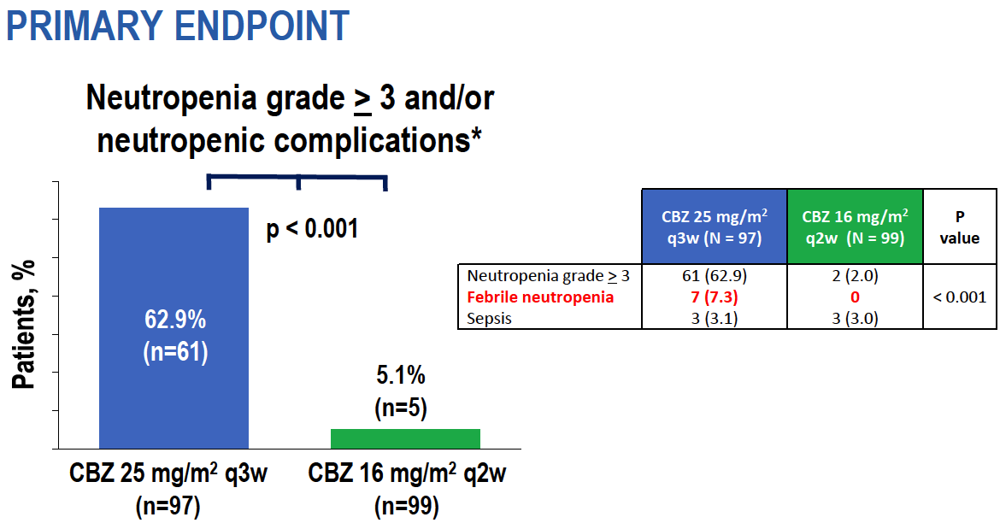 PRIMARY ENDPOINT
Neutropenia grade ≥ 3 and/or
neutropenic complications*
p < 0.001
Patients, %
62.9%
(n=61)
5.1%
(n=5)
CBZ 25 mg/m² q3w
(n=97)
CBZ 16 mg/m² q2w
(n=99)
CBZ 25 mg/m² q3w (N = 97)
CBZ 16 mg/m² q2w (N = 99)
P value
Neutropenia grade ≥ 3 61 (62.9) 2 (2.0)
Febrile neutropenia 7 (7.3) 0 < 0.001
Sepsis 3 (3.1) 3 (3.0)